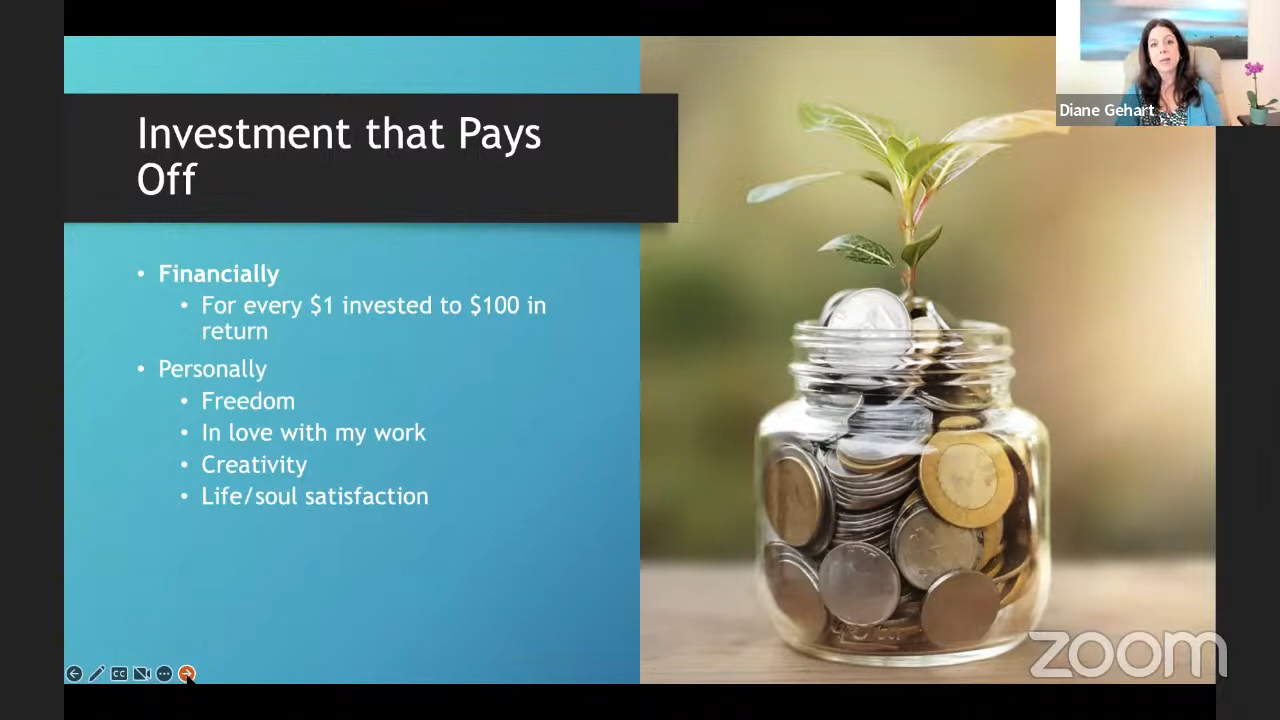 Investment that Pays
Off
• Financially
• For every $1 invested to $100 in
return
• Personally
• Freedom
• In love with my work
• Creativity
• Life/soul satisfaction
Diane Gehart
CC
zoom